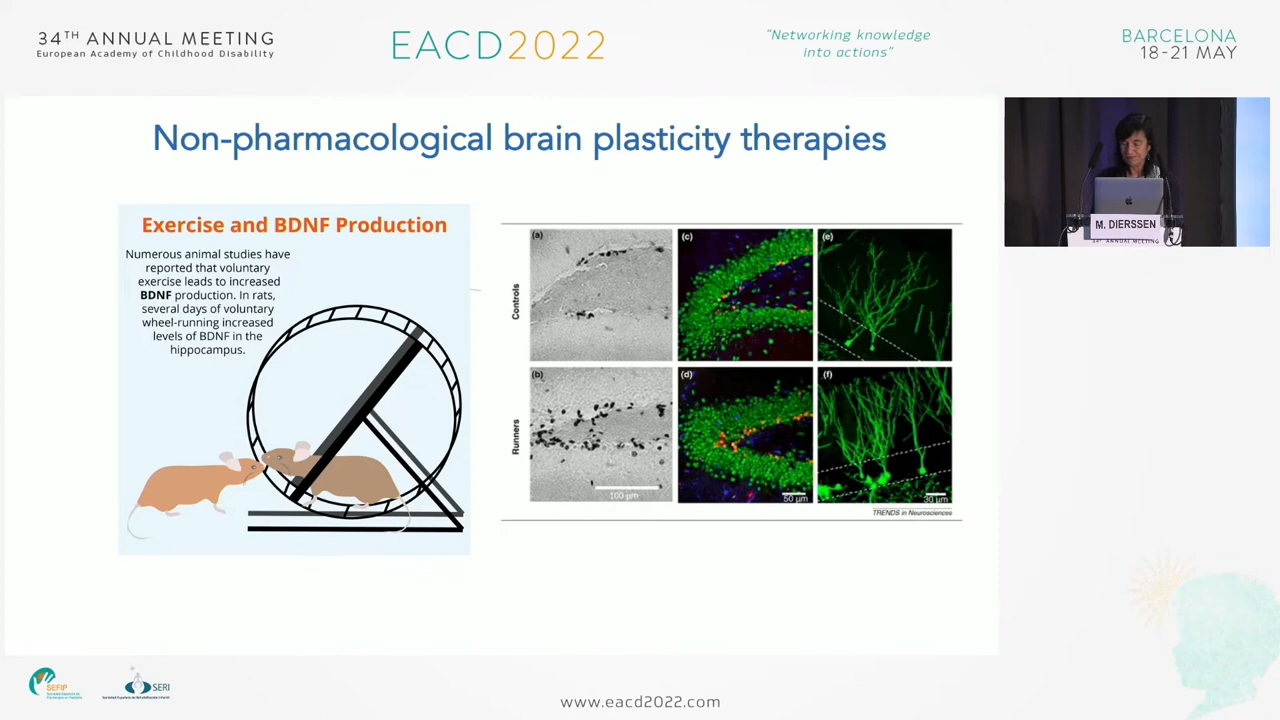 34TH ANNUAL MEETING
European Academy of Childhood Disability
EACD2022
"Networking knowledge
into actions"
BARCELONA
18-21 MAY
Non-pharmacological brain plasticity therapies
Exercise and BDNF Production
Numerous animal studies have
reported that voluntary
exercise leads to increased
BDNF production. In rats,
several days of voluntary
wheel-running increased
levels of BDNF in the
hippocampus.
Controls
Runners
(a)
(c)
(e)
(b)
(d)
(f)
100 μm
50 μm
30 μm
TRENDS in Neurosciences
M. DIERSSEN
34TH ANNUAL MEETING
SEFIP
SERI
www.eacd2022.com